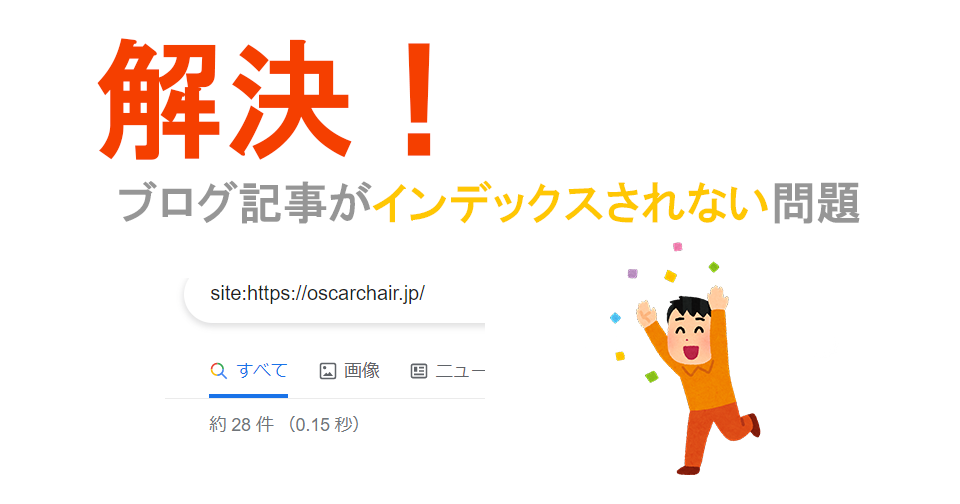 解決！
ブログ記事がインデックスされない問題
site:https://oscarchair.jp/
すべて 画像 ニュー
約 28 件 （0.15 秒）